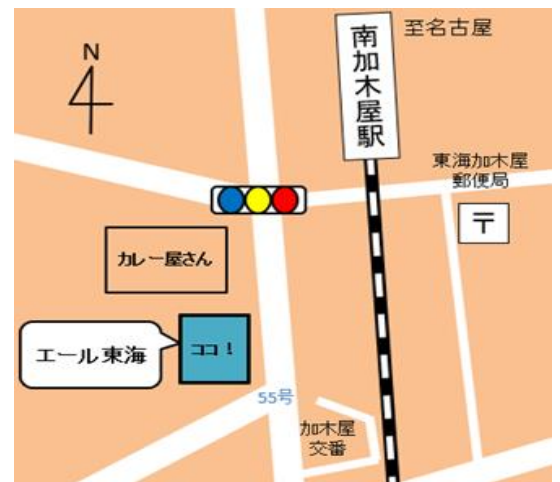 N
南加木屋駅
至名古屋
東海加木屋
郵便局
〒
カレー屋さん
エール東海
ココ！
55号
加木屋
交番